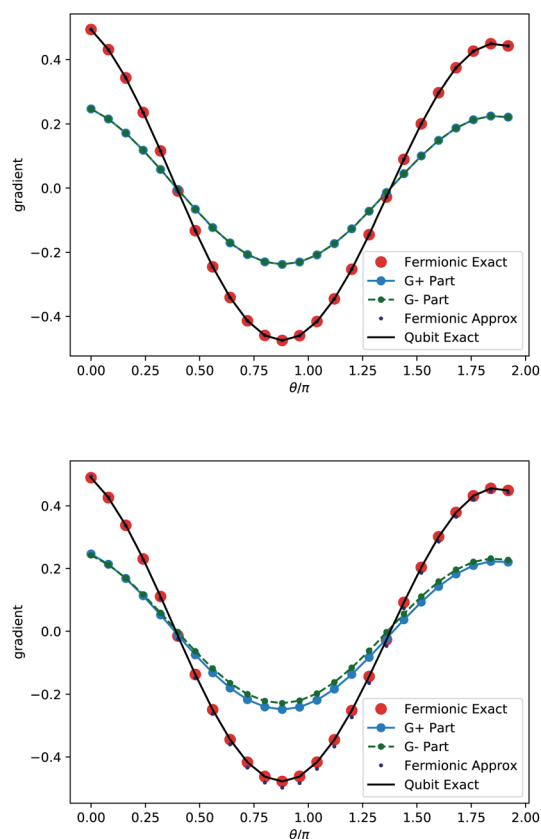 0.4
0.2
0.0
−0.2
−0.4
gradient
Fermionic Exact
G+ Part
G- Part
Fermionic Approx
Qubit Exact
0.00 0.25 0.50 0.75 1.00 1.25 1.50 1.75 2.00
θ/π
0.4
0.2
0.0
−0.2
−0.4
gradient
Fermionic Exact
G+ Part
G- Part
Fermionic Approx
Qubit Exact
0.00 0.25 0.50 0.75 1.00 1.25 1.50 1.75 2.00
θ/π